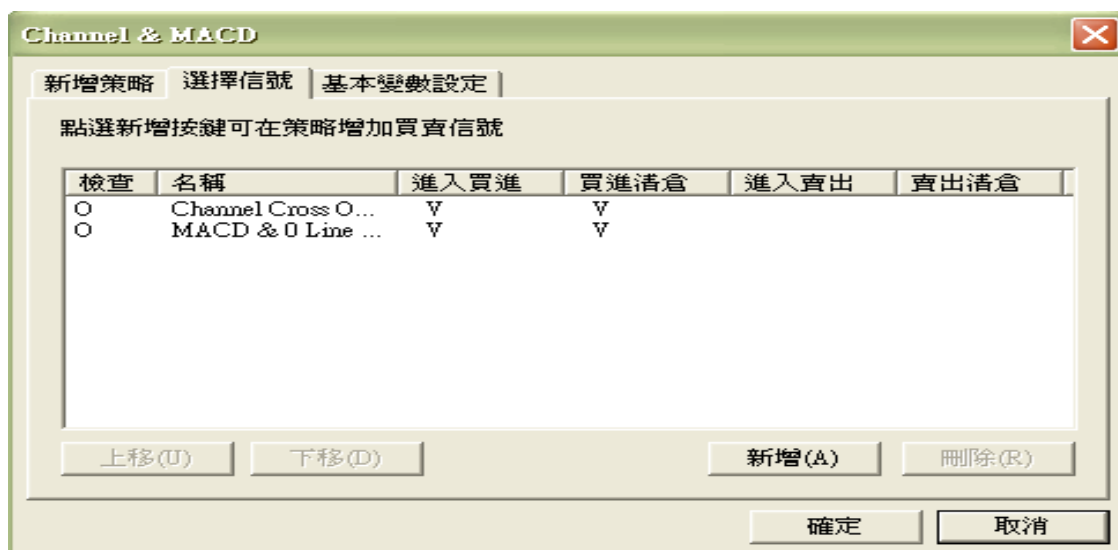 Channel & MACD
新增策略 選擇信號 基本變數設定
點選新增按鍵可在策略增加買賣信號
檢查 名稱 進入買進 買進清倉 進入賣出 賣出清倉
O Channel Cross O... V V
O MACD & 0 Line ... V V
上移(U) 下移(D) 新增(A) 刪除(R)
確定 取消